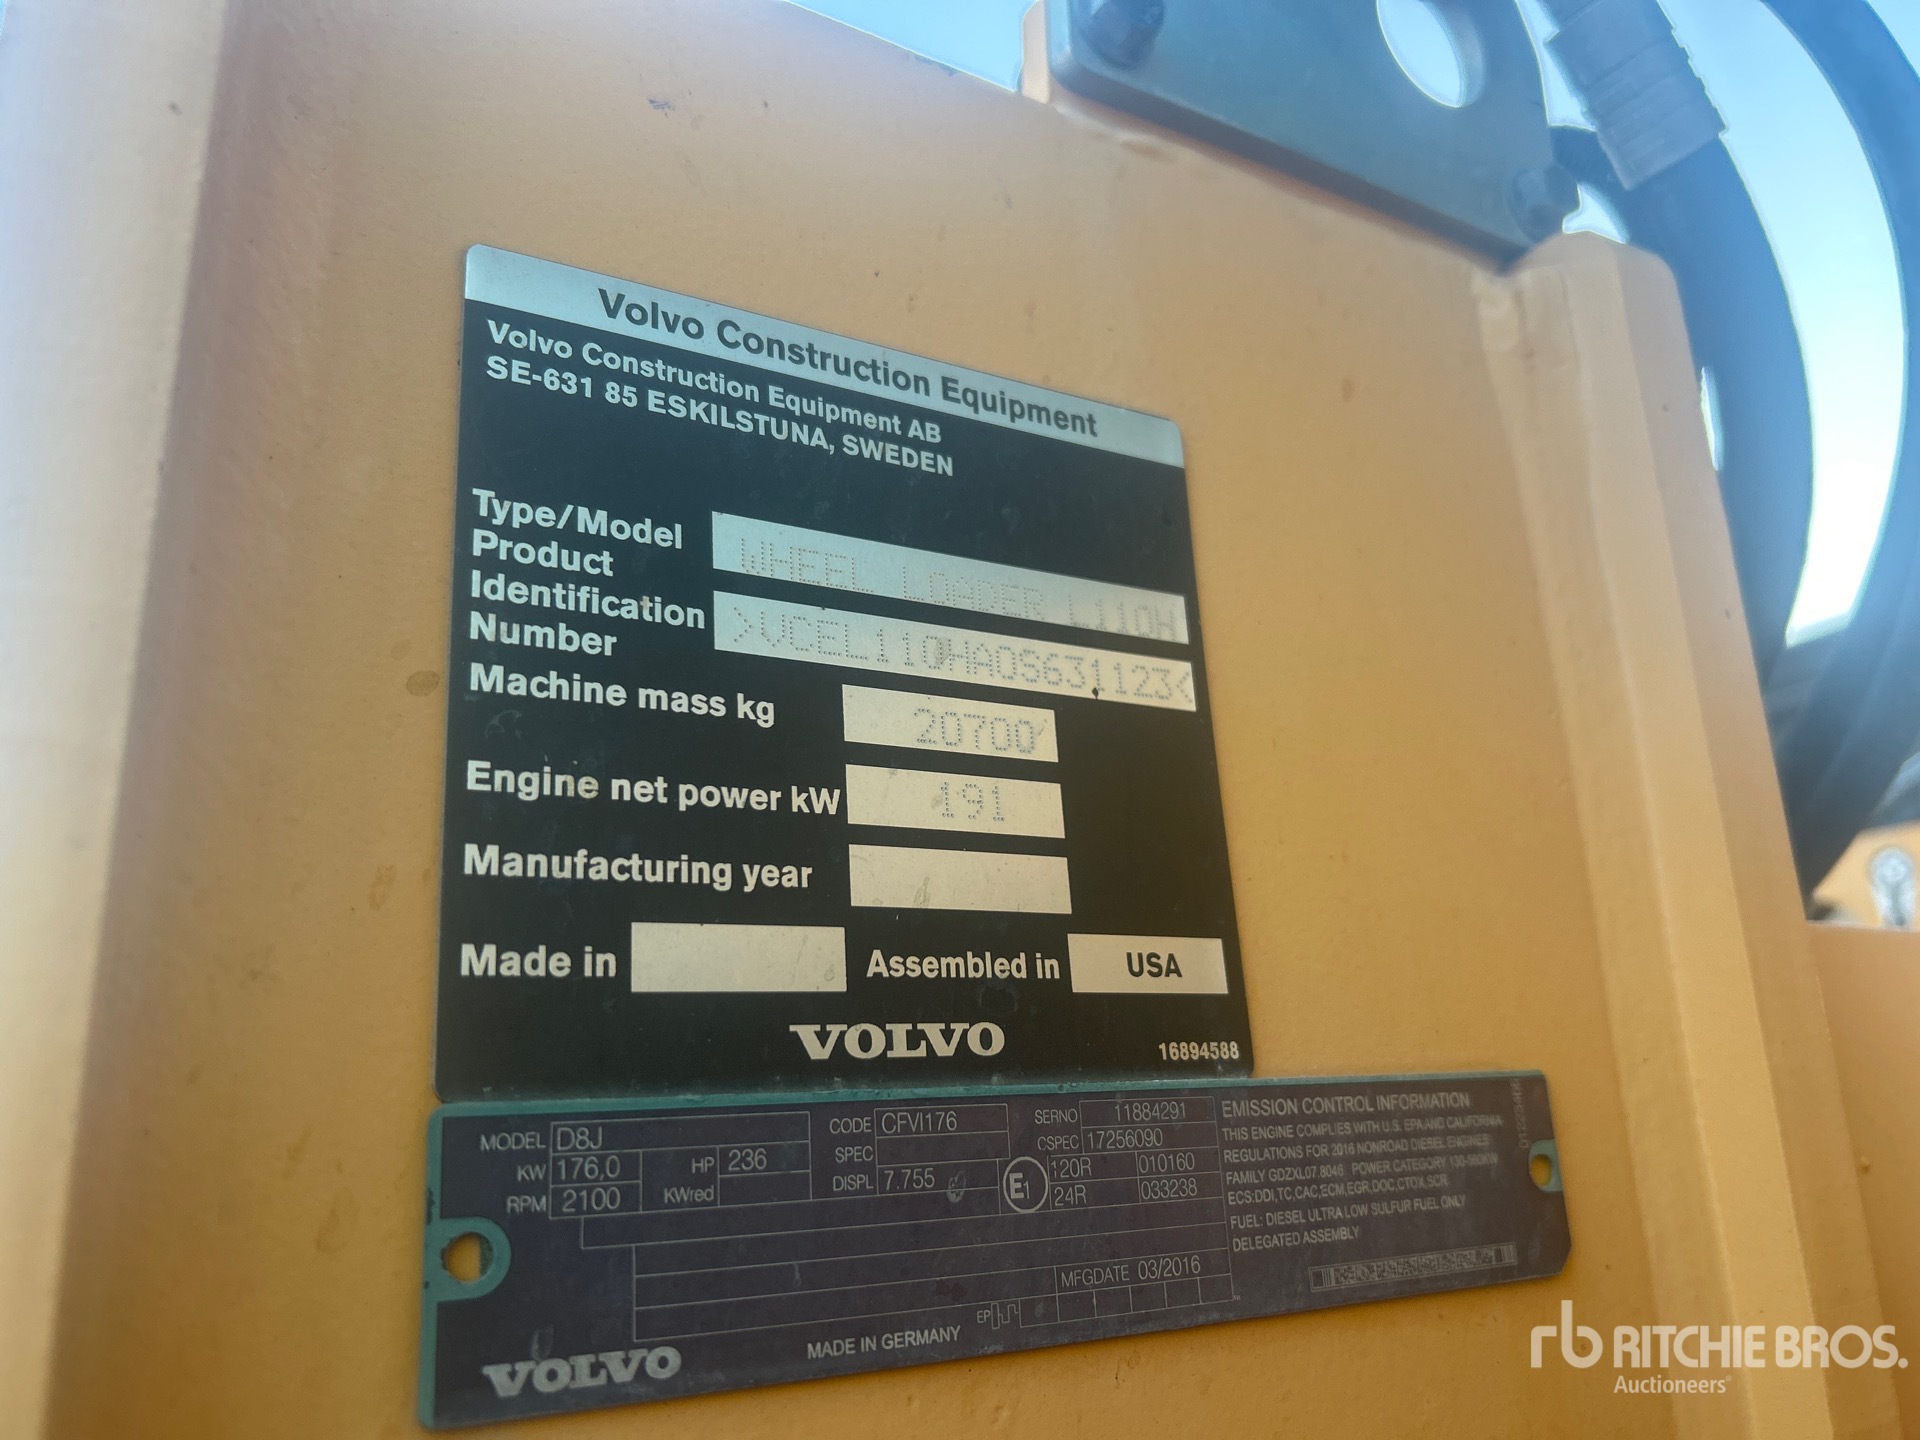 Volvo Construction Equipment
Volvo Construction Equipment AB
SE-631 85 ESKILSTUNA, SWEDEN
Type/Model WHEEL LOADER L110H
Product
Identification >VCEL110HA0S631123<
Number
Machine mass kg 20700
Engine net power kW 191
Manufacturing year
Made in Assembled in USA
VOLVO 16894588
MODEL D8J CODE CFVI176 SERNO 11884291
KW 176,0 HP 236 SPEC CSPEC 17256090
RPM 2100 KWred DISPL 7.755 E1 120R 010160
24R 033238
EMISSION CONTROL INFORMATION
THIS ENGINE COMPLIES WITH U.S. EPA AND CALIFORNIA
REGULATIONS FOR 2016 NONROAD DIESEL ENGINES
FAMILY GDZXL07.8046 POWER CATEGORY 130-560KW
ECS:DDI,TC,CAC,ECM,EGR,DOC,CTOX,SCR
FUEL: DIESEL ULTRA LOW SULFUR FUEL ONLY
DELEGATED ASSEMBLY
MFGDATE 03/2016
EP
VOLVO MADE IN GERMANY
rb RITCHIE BROS.
Auctioneers